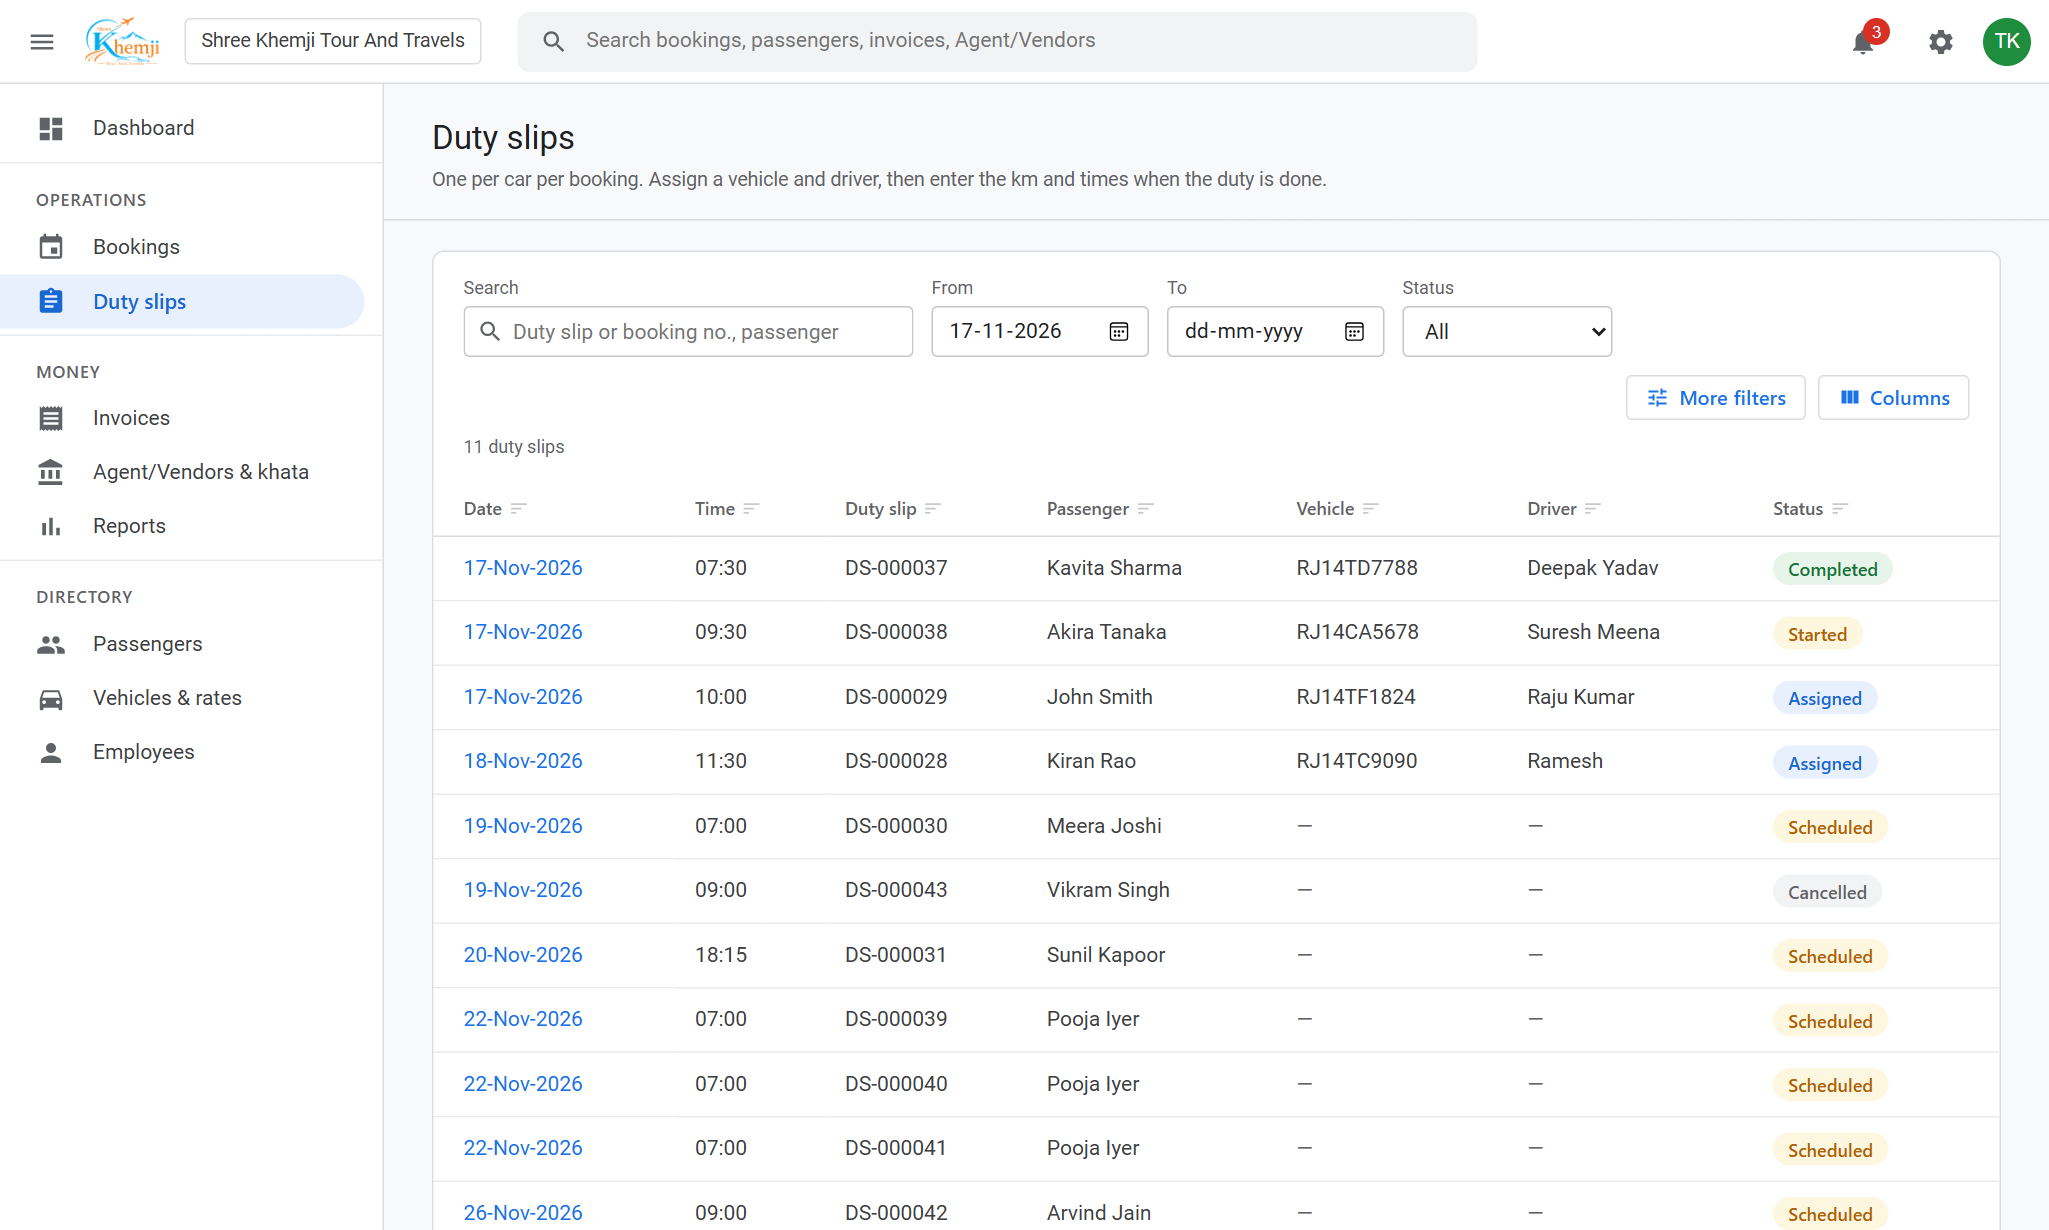 Khemji
Shree Khemji Tour And Travels
Search bookings, passengers, invoices, Agent/Vendors
3
TK
Dashboard
OPERATIONS
Bookings
Duty slips
MONEY
Invoices
Agent/Vendors & khata
Reports
DIRECTORY
Passengers
Vehicles & rates
Employees
Duty slips
One per car per booking. Assign a vehicle and driver, then enter the km and times when the duty is done.
Search From To Status
Duty slip or booking no., passenger 17-11-2026 dd-mm-yyyy All
More filters Columns
11 duty slips
Date Time Duty slip Passenger Vehicle Driver Status
17-Nov-2026 07:30 DS-000037 Kavita Sharma RJ14TD7788 Deepak Yadav Completed
17-Nov-2026 09:30 DS-000038 Akira Tanaka RJ14CA5678 Suresh Meena Started
17-Nov-2026 10:00 DS-000029 John Smith RJ14TF1824 Raju Kumar Assigned
18-Nov-2026 11:30 DS-000028 Kiran Rao RJ14TC9090 Ramesh Assigned
19-Nov-2026 07:00 DS-000030 Meera Joshi — — Scheduled
19-Nov-2026 09:00 DS-000043 Vikram Singh — — Cancelled
20-Nov-2026 18:15 DS-000031 Sunil Kapoor — — Scheduled
22-Nov-2026 07:00 DS-000039 Pooja Iyer — — Scheduled
22-Nov-2026 07:00 DS-000040 Pooja Iyer — — Scheduled
22-Nov-2026 07:00 DS-000041 Pooja Iyer — — Scheduled
26-Nov-2026 09:00 DS-000042 Arvind Jain — — Scheduled